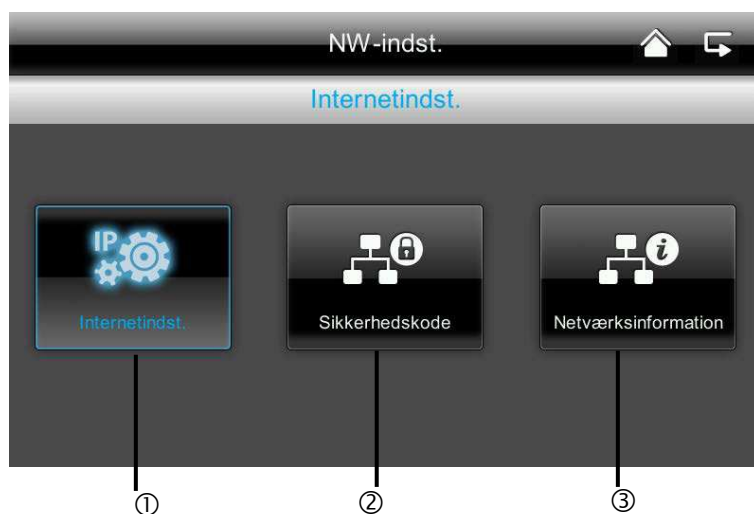 NW-indst.
Internetindst.
IP
Internetindst. Sikkerhedskode Netværksinformation
① ② ③